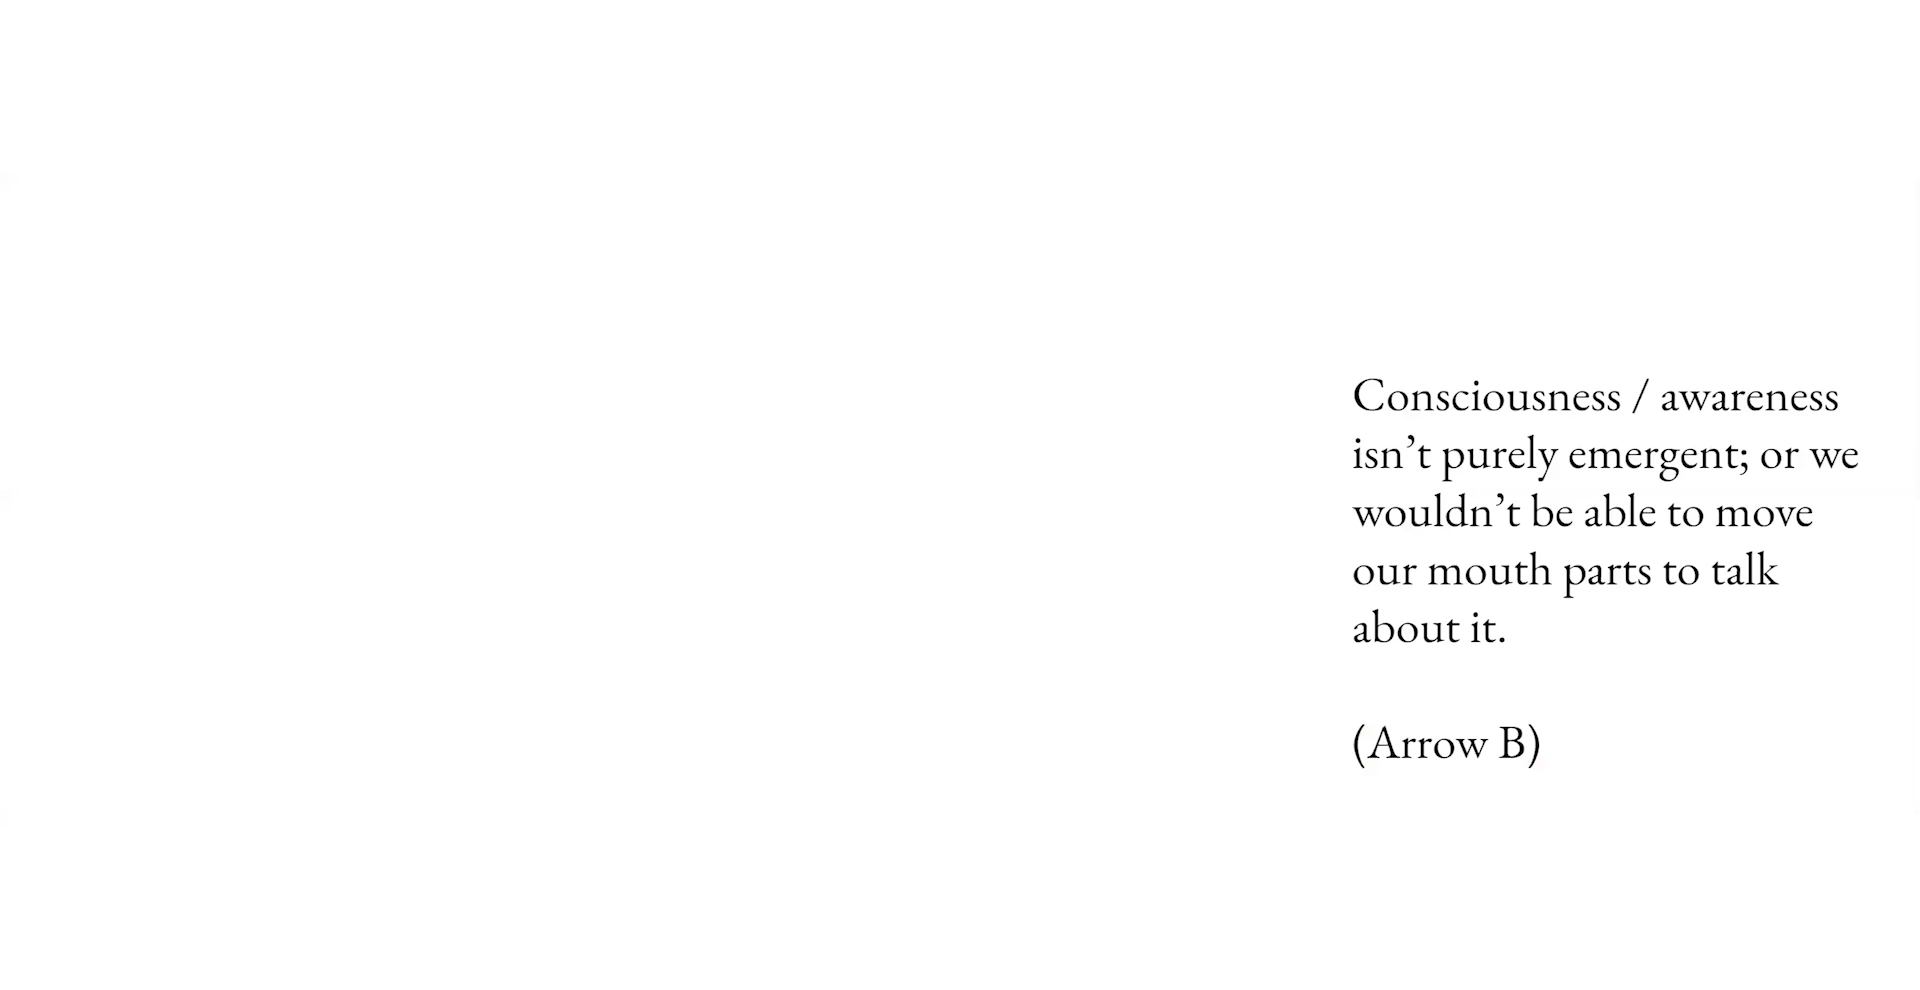 Consciousness / awareness
isn’t purely emergent; or we
wouldn’t be able to move
our mouth parts to talk
about it.
(Arrow B)